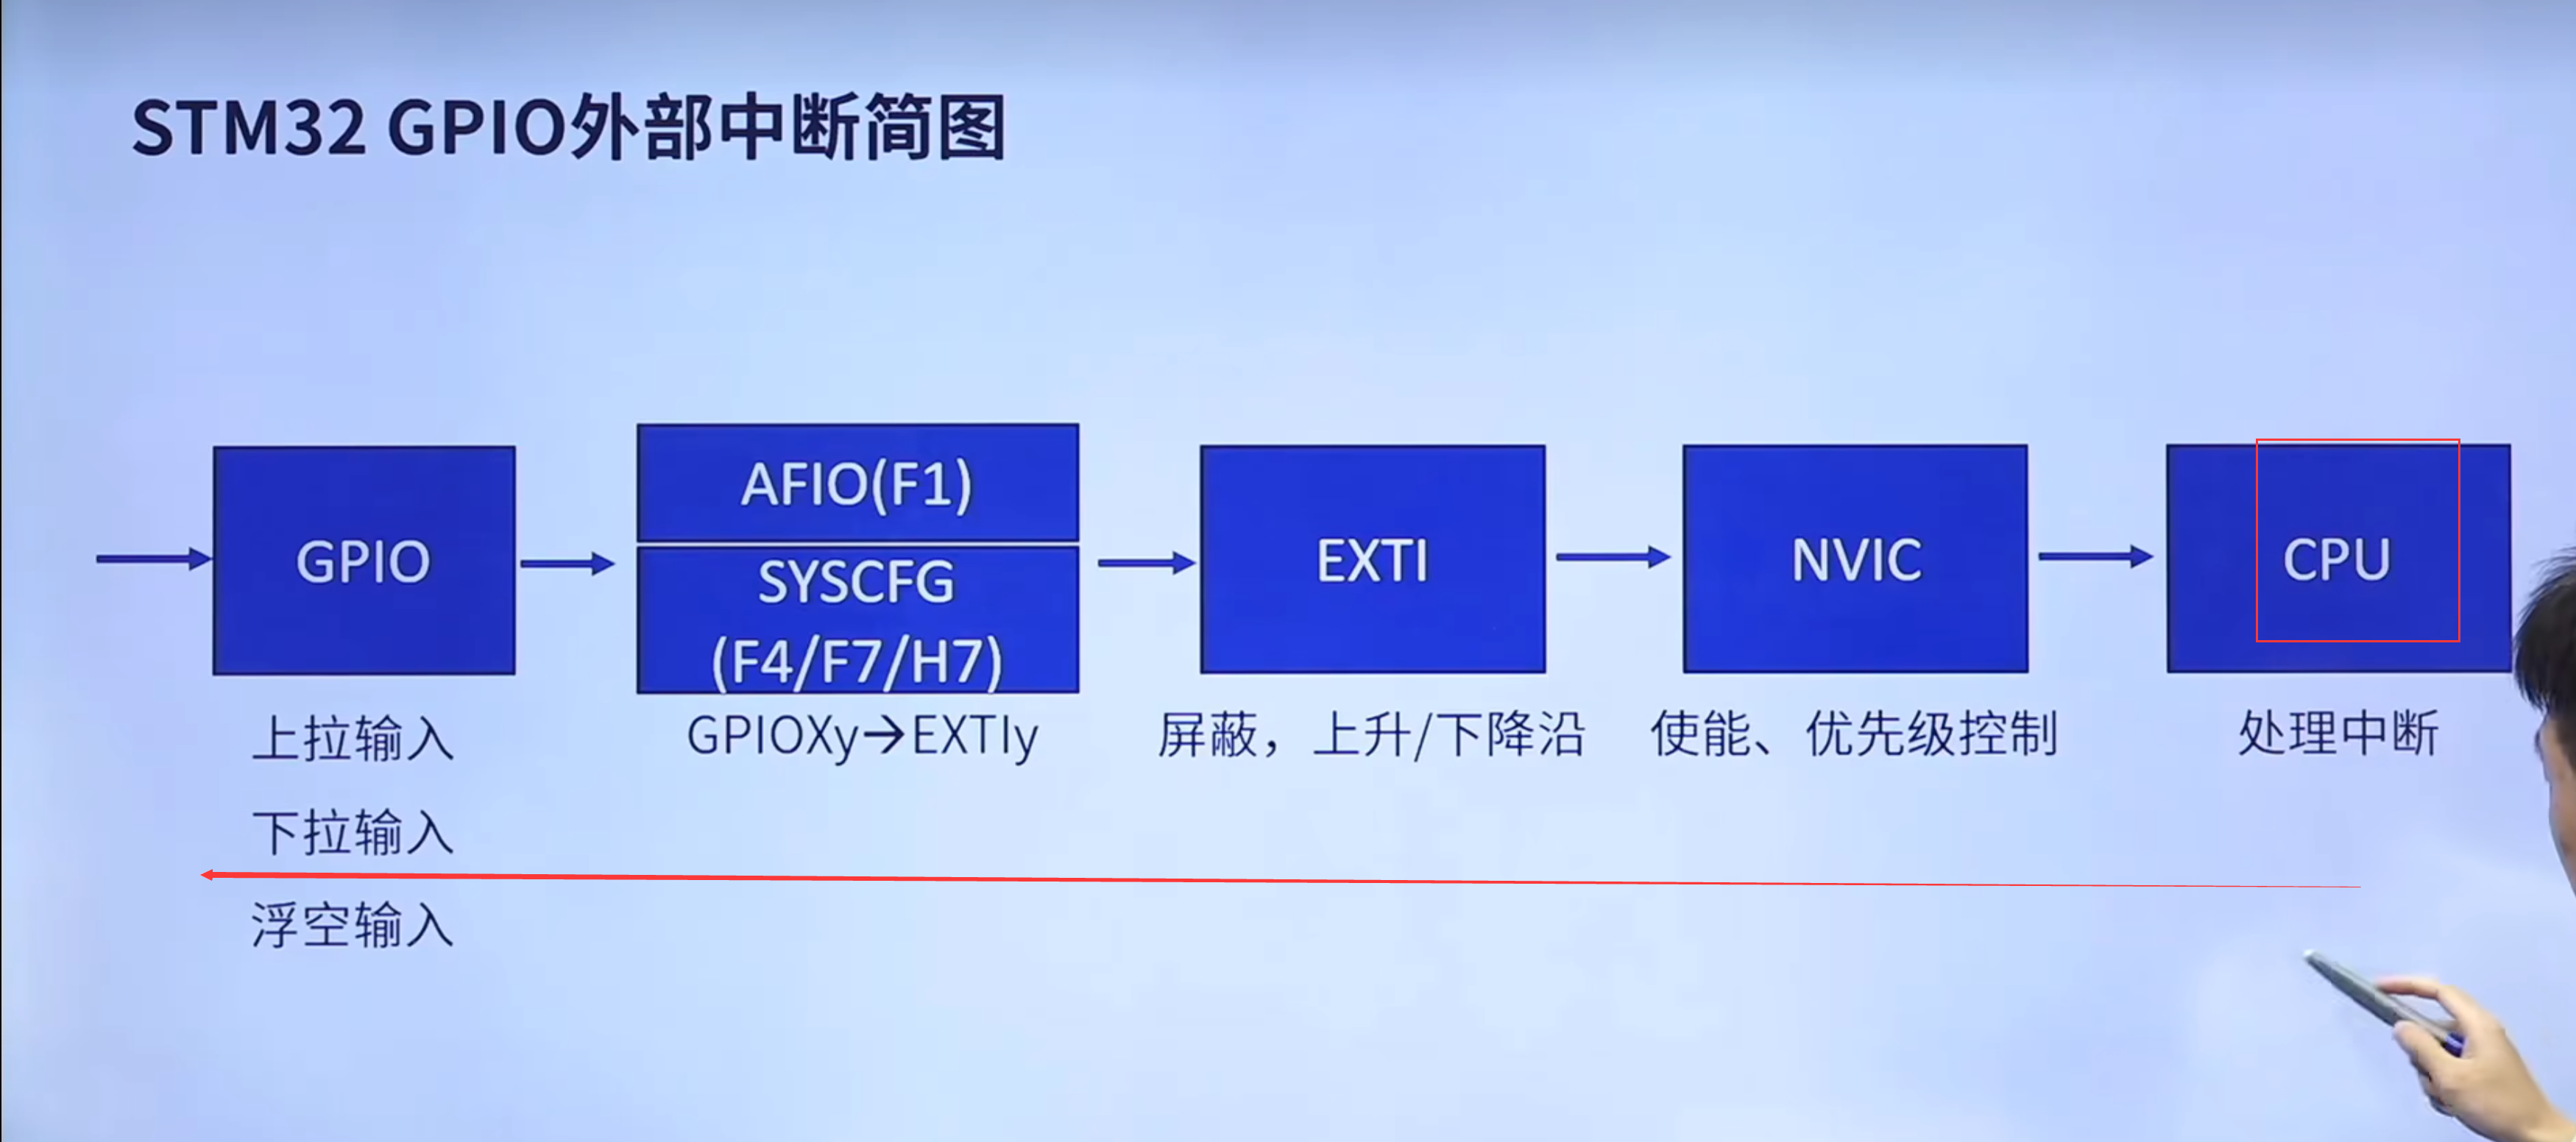 STM32 GPIO外部中断简图
GPIO
AFIO(F1)
SYSCFG
(F4/F7/H7)
EXTI
NVIC
CPU
上拉输入
下拉输入
浮空输入
GPIOXy→EXTIy
屏蔽，上升/下降沿
使能、优先级控制
处理中断